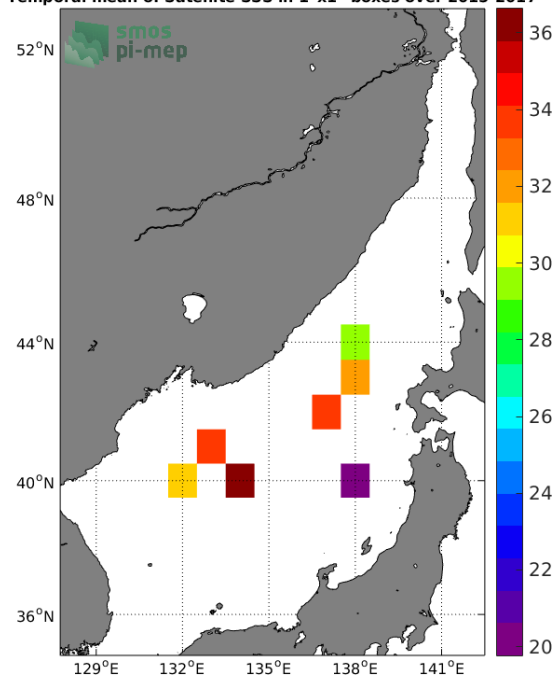 Temporal mean of Satellite SSS in 1°x1° boxes over 2015-2017
smos
pi-mep
52°N
48°N
44°N
40°N
36°N
129°E 132°E 135°E 138°E 141°E
36
34
32
30
28
26
24
22
20